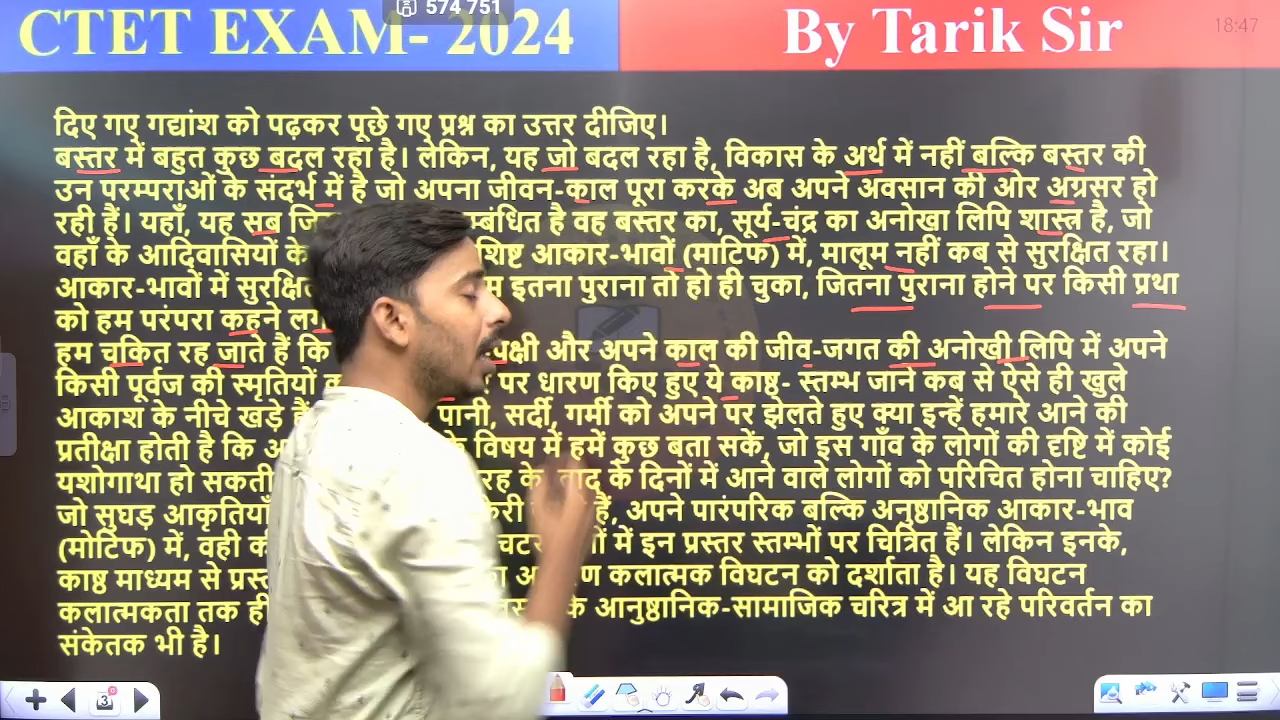 574 751
CTET EXAM- 2024
By Tarik Sir
18:47
दिए गए गद्यांश को पढ़कर पूछे गए प्रश्न का उत्तर दीजिए।
बस्तर में बहुत कुछ बदल रहा है। लेकिन, यह जो बदल रहा है, विकास के अर्थ में नहीं बल्कि बस्तर की
उन परम्पराओं के संदर्भ में है जो अपना जीवन-काल पूरा करके अब अपने अवसान की ओर अग्रसर हो
रही हैं। यहाँ, यह सब है वह बस्तर का, सूर्य-चंद्र का अनोखा लिपि शास्त्र है, जो
वहाँ के आदिवासियों के आकार-भावों (माटिफ) में, मालूम नहीं कब से सुरक्षित रहा।
आकार-भावों में इतना पुराना तो हो ही चुका, जितना पुराना होने पर किसी प्रथा
को हम परंपरा कहने
हम चकित रह जाते हैं कि और अपने काल की जीव-जगत की अनोखी लिपि में अपने
किसी पूर्वज की स्मृतियों पर धारण किए हुए ये काष्ठ- स्तम्भ जाने कब से ऐसे ही खुले
आकाश के नीचे खड़े पानी, सर्दी, गर्मी को अपने पर झेलते हुए क्या इन्हें हमारे आने की
प्रतीक्षा होती है कि विषय में हमें कुछ बता सकें, जो इस गाँव के लोगों की दृष्टि में कोई
यशोगाथा हो सकती के दिनों में आने वाले लोगों को परिचित होना चाहिए?
जो सुघड़ आकृतियाँ हैं, अपने पारंपरिक बल्कि अनुष्ठानिक आकार-भाव
(मोटिफ) में, वही में इन प्रस्तर स्तम्भों पर चित्रित हैं। लेकिन इनके,
काष्ठ माध्यम से कलात्मक विघटन को दर्शाता है। यह विघटन
कलात्मकता तक ही के आनुष्ठानिक-सामाजिक चरित्र में आ रहे परिवर्तन का
संकेतक भी है।
3